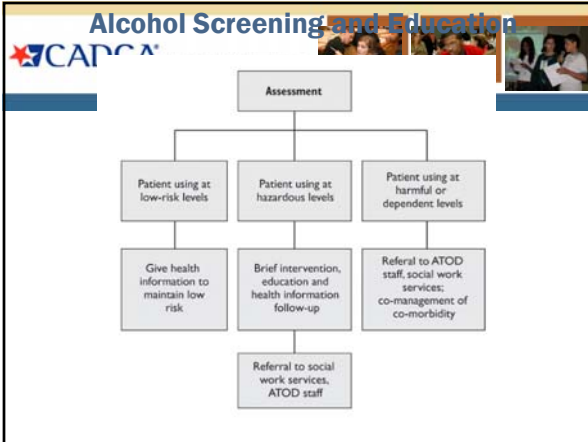 Alcohol Screening and Education
CADCA
Assessment
Patient using at
low-risk levels
Patient using at
hazardous levels
Patient using at
harmful or
dependent levels
Give health
information to
maintain low
risk
Brief intervention,
education and
health information
follow-up
Referral to ATOD
staff, social work
services;
co-management of
co-morbidity
Referral to social
work services,
ATOD staff